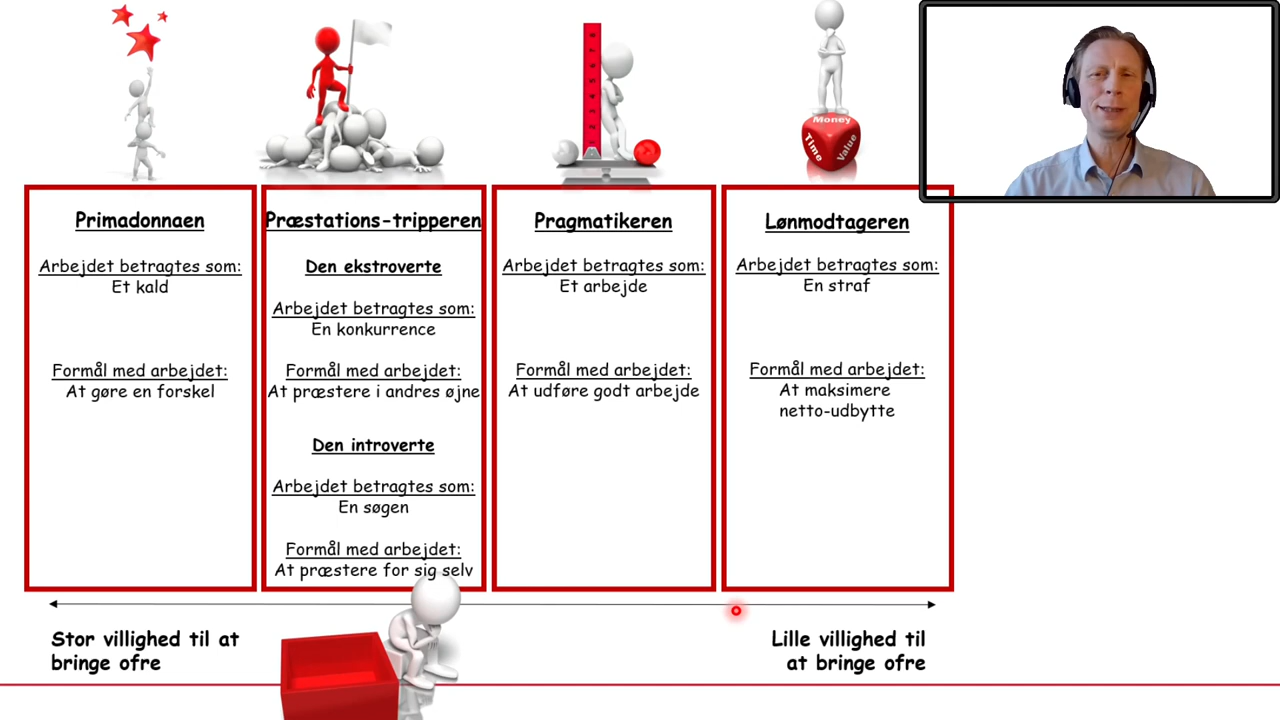 Money
Time
Value
Primadonnaen
Arbejdet betragtes som:
Et kald
Formål med arbejdet:
At gøre en forskel
Præstations-tripperen
Den ekstroverte
Arbejdet betragtes som:
En konkurrence
Formål med arbejdet:
At præstere i andres øjne
Den introverte
Arbejdet betragtes som:
En søgen
Formål med arbejdet:
At præstere for sig selv
Pragmatikeren
Arbejdet betragtes som:
Et arbejde
Formål med arbejdet:
At udføre godt arbejde
Lønmodtageren
Arbejdet betragtes som:
En straf
Formål med arbejdet:
At maksimere
netto-udbytte
Stor villighed til at
bringe ofre
Lille villighed til
at bringe ofre